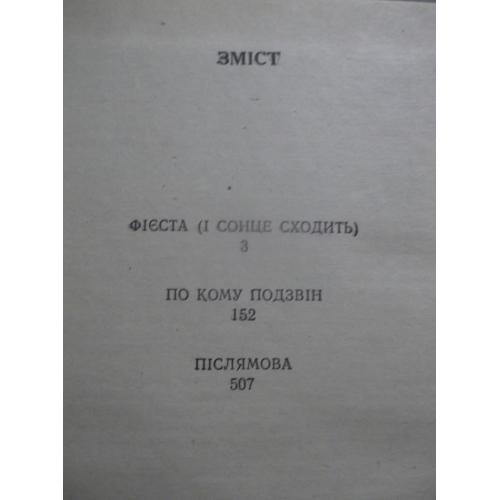 ЗМІСТ
ФІЄСТА (І СОНЦЕ СХОДИТЬ)
3
ПО КОМУ ПОДЗВІН
152
ПІСЛЯМОВА
507